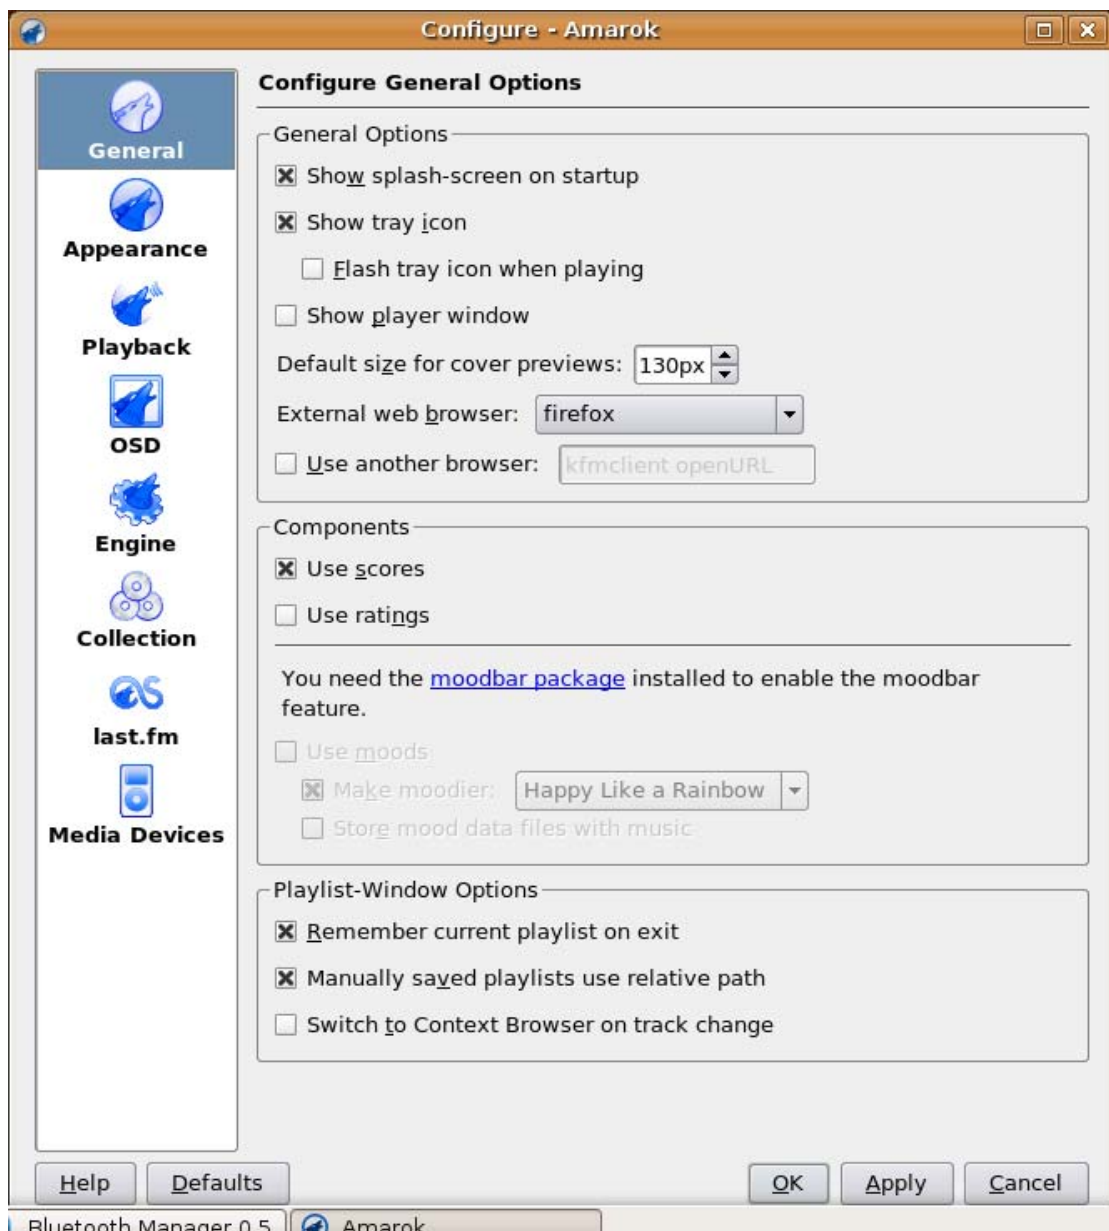 Configure - Amarok
General
Appearance
Playback
OSD
Engine
Collection
last.fm
Media Devices
Configure General Options
General Options
Show splash-screen on startup
Show tray icon
Flash tray icon when playing
Show player window
Default size for cover previews: 130px
External web browser: firefox
Use another browser: kfmclient openURL
Components
Use scores
Use ratings
You need the moodbar package installed to enable the moodbar
feature.
Use moods
Make moodier: Happy Like a Rainbow
Store mood data files with music
Playlist-Window Options
Remember current playlist on exit
Manually saved playlists use relative path
Switch to Context Browser on track change
Help Defaults OK Apply Cancel
Bluetooth Manager 0.5 Amarok